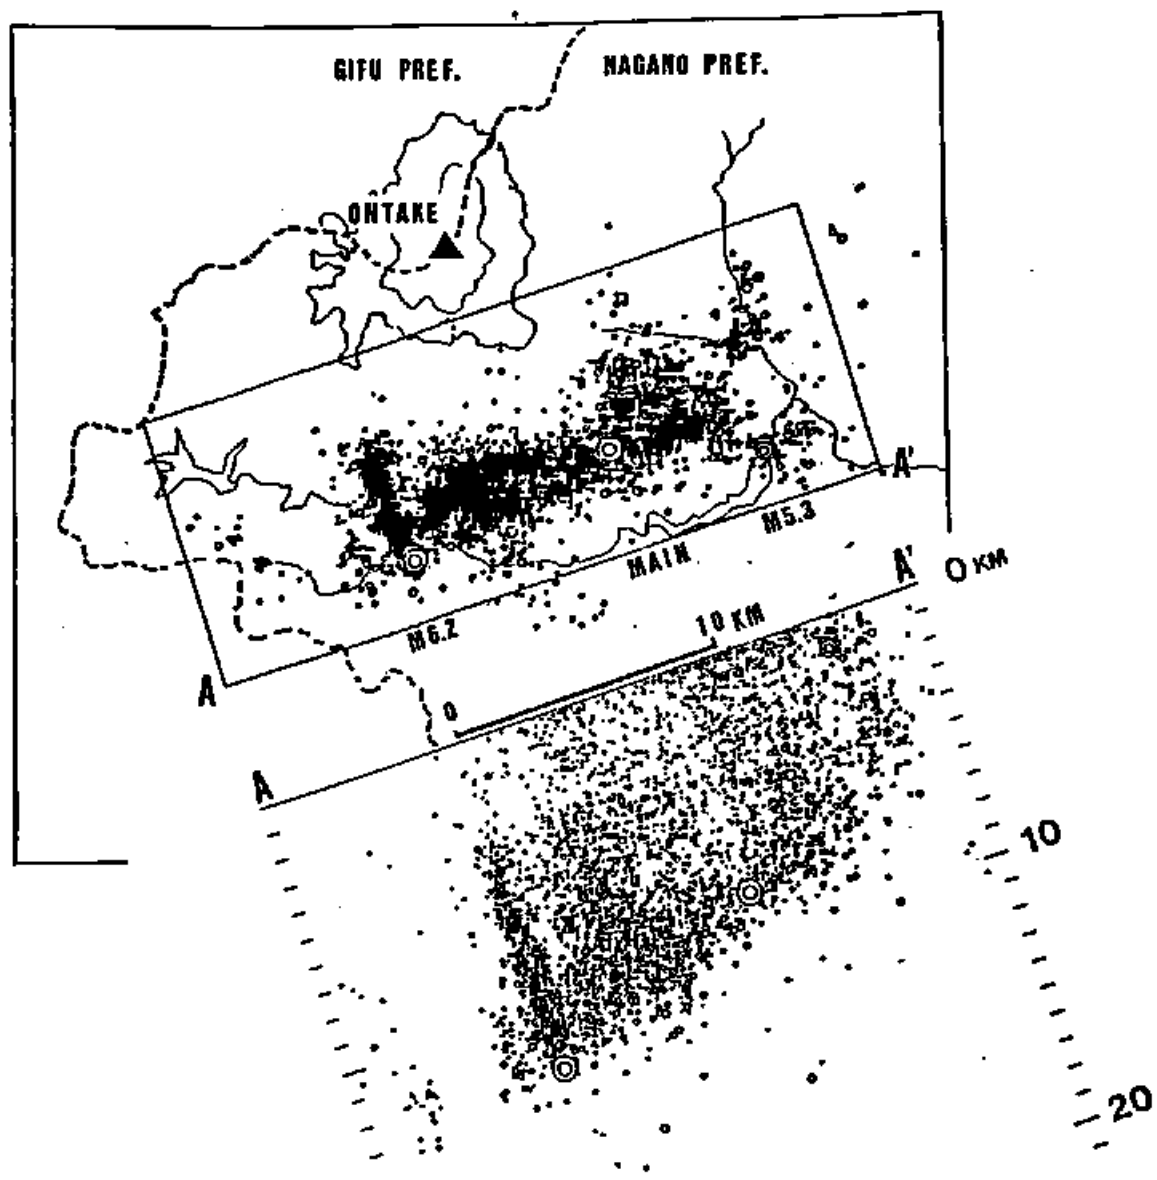 GIFU PREF. NAGANO PREF.
ONTAKE
A'
M5.3
MAIN
M6.2
A
A' 0 KM
10 KM
0
A
10
20